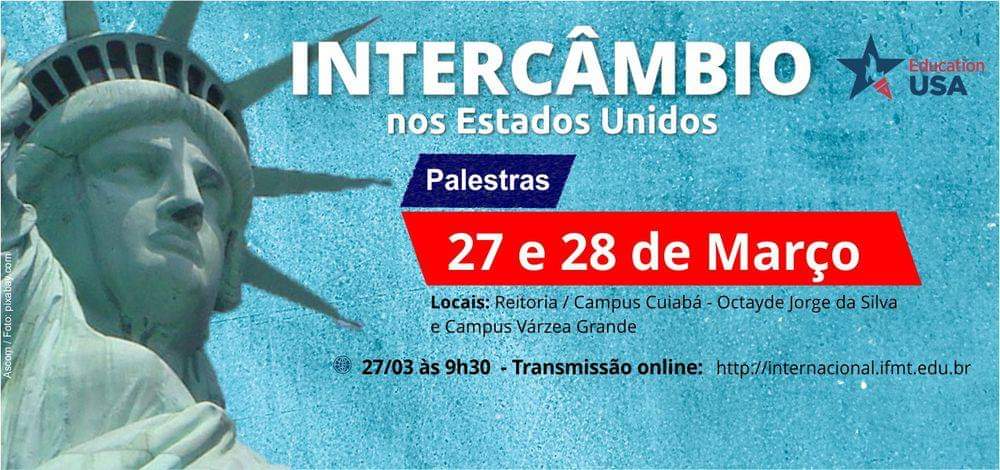 INTERCÂMBIO
nos Estados Unidos
Education
USA
Palestras
27 e 28 de Março
Locais: Reitoria / Campus Cuiabá - Octayde Jorge da Silva
e Campus Várzea Grande
27/03 às 9h30 - Transmissão online: http://internacional.ifmt.edu.br
Ascom / Foto: pixabay.com